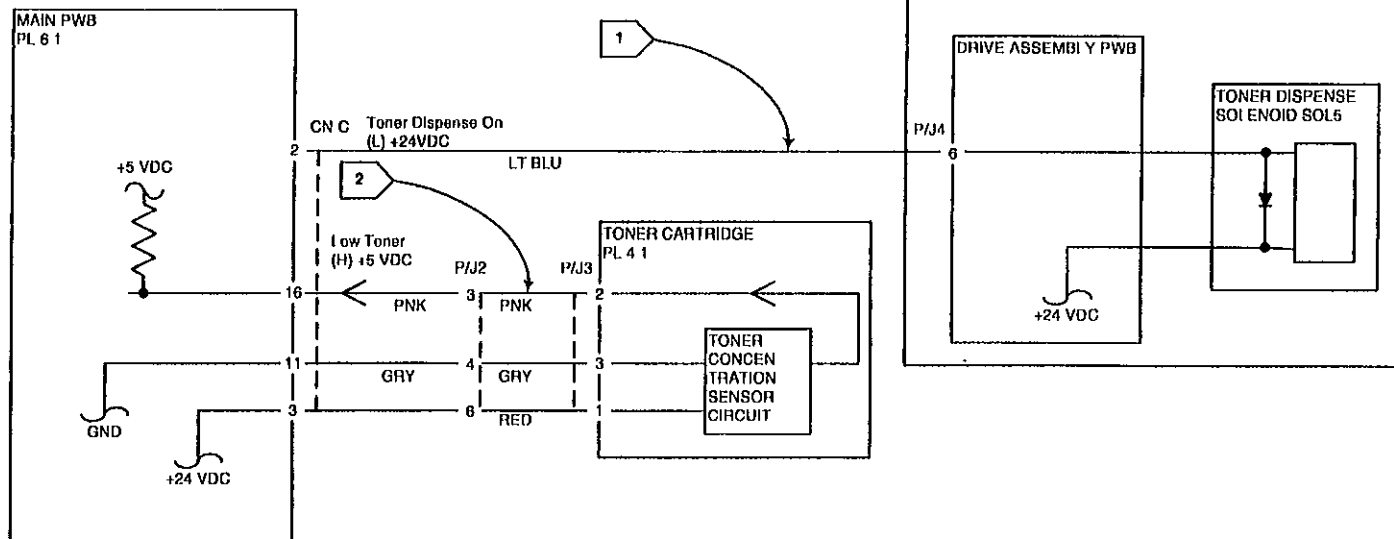 MAIN PWB
PL 6 1
1
DRIVE ASSEMBLY PWB
TONER DISPENSE
SOLENOID SOL5
CN C
Toner Dispense On
(L) +24VDC
P/J4
2
LT BLU
6
+5 VDC
2
TONER CARTRIDGE
PL 4 1
Low Toner
(H) +5 VDC
P/J2
P/J3
16
PNK
3
PNK
2
+24 VDC
TONER
CONCEN
TRATION
SENSOR
CIRCUIT
11
GRY
4
GRY
3
3
6
RED
1
GND
+24 VDC